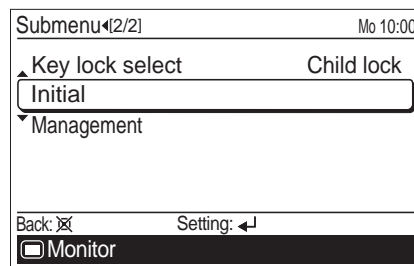 Submenu◂[2/2] Mo 10:00
Key lock select Child lock
Initial
Management
Back: Setting:
Monitor